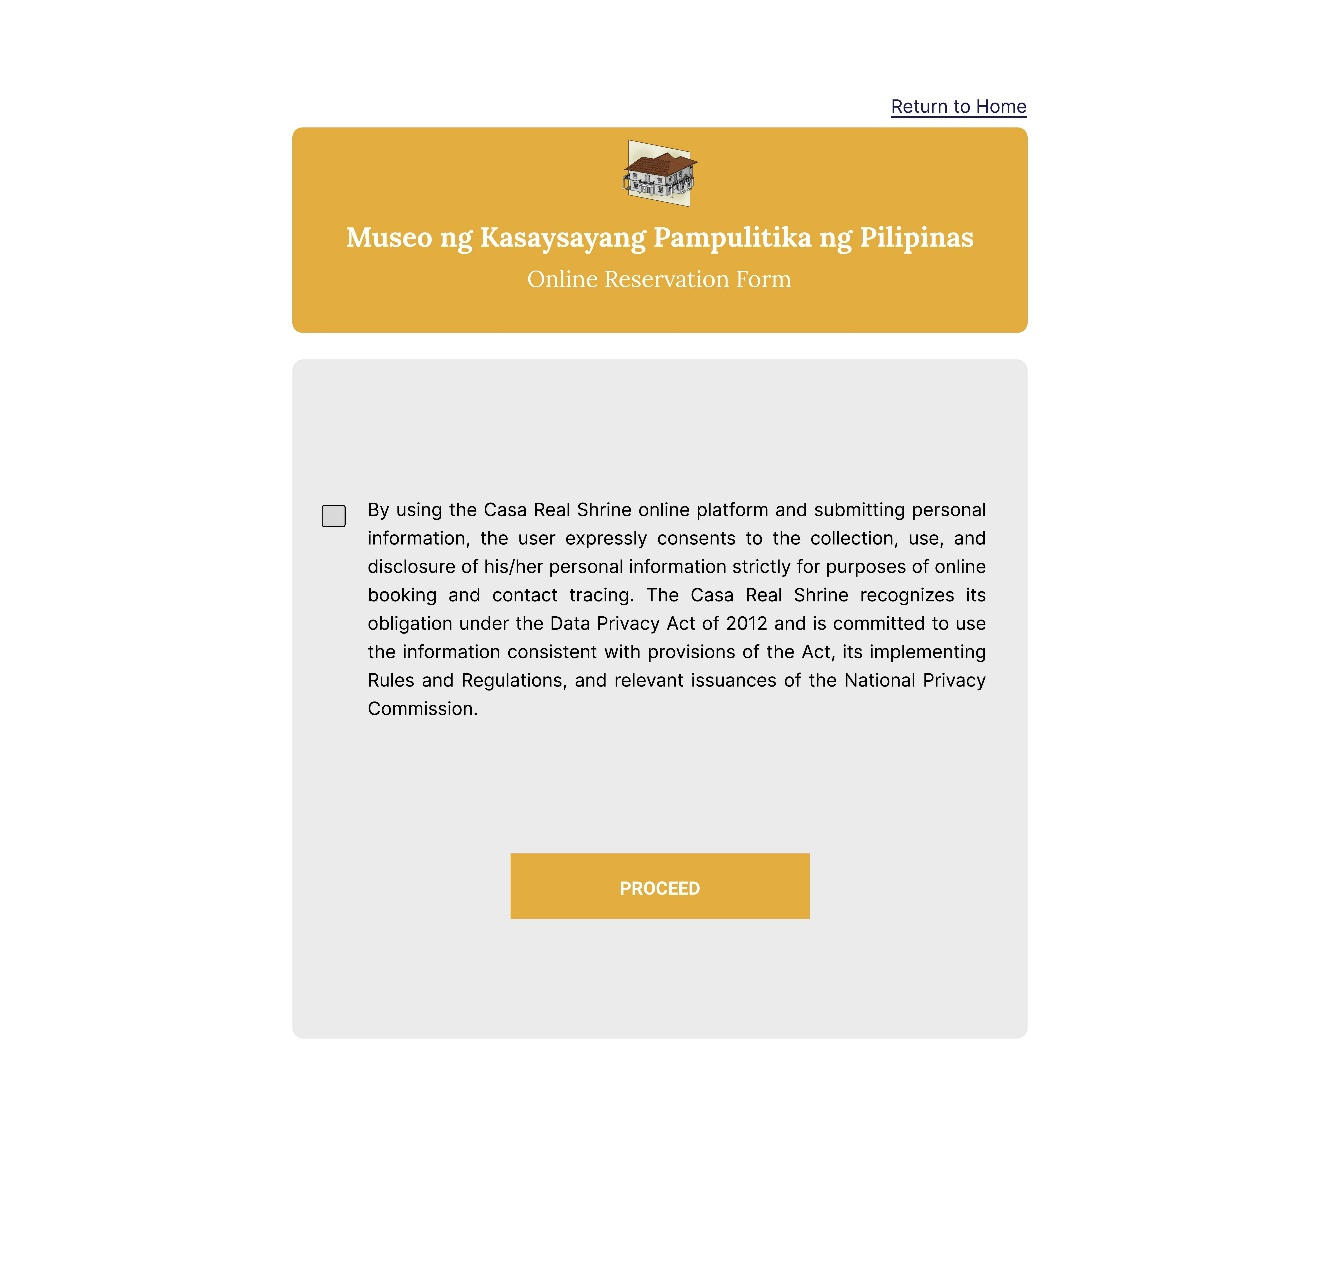 Return to Home
Museo ng Kasaysayang Pampulitika ng Pilipinas
Online Reservation Form
By using the Casa Real Shrine online platform and submitting personal
information, the user expressly consents to the collection, use, and
disclosure of his/her personal information strictly for purposes of online
booking and contact tracing. The Casa Real Shrine recognizes its
obligation under the Data Privacy Act of 2012 and is committed to use
the information consistent with provisions of the Act, its implementing
Rules and Regulations, and relevant issuances of the National Privacy
Commission.
PROCEED